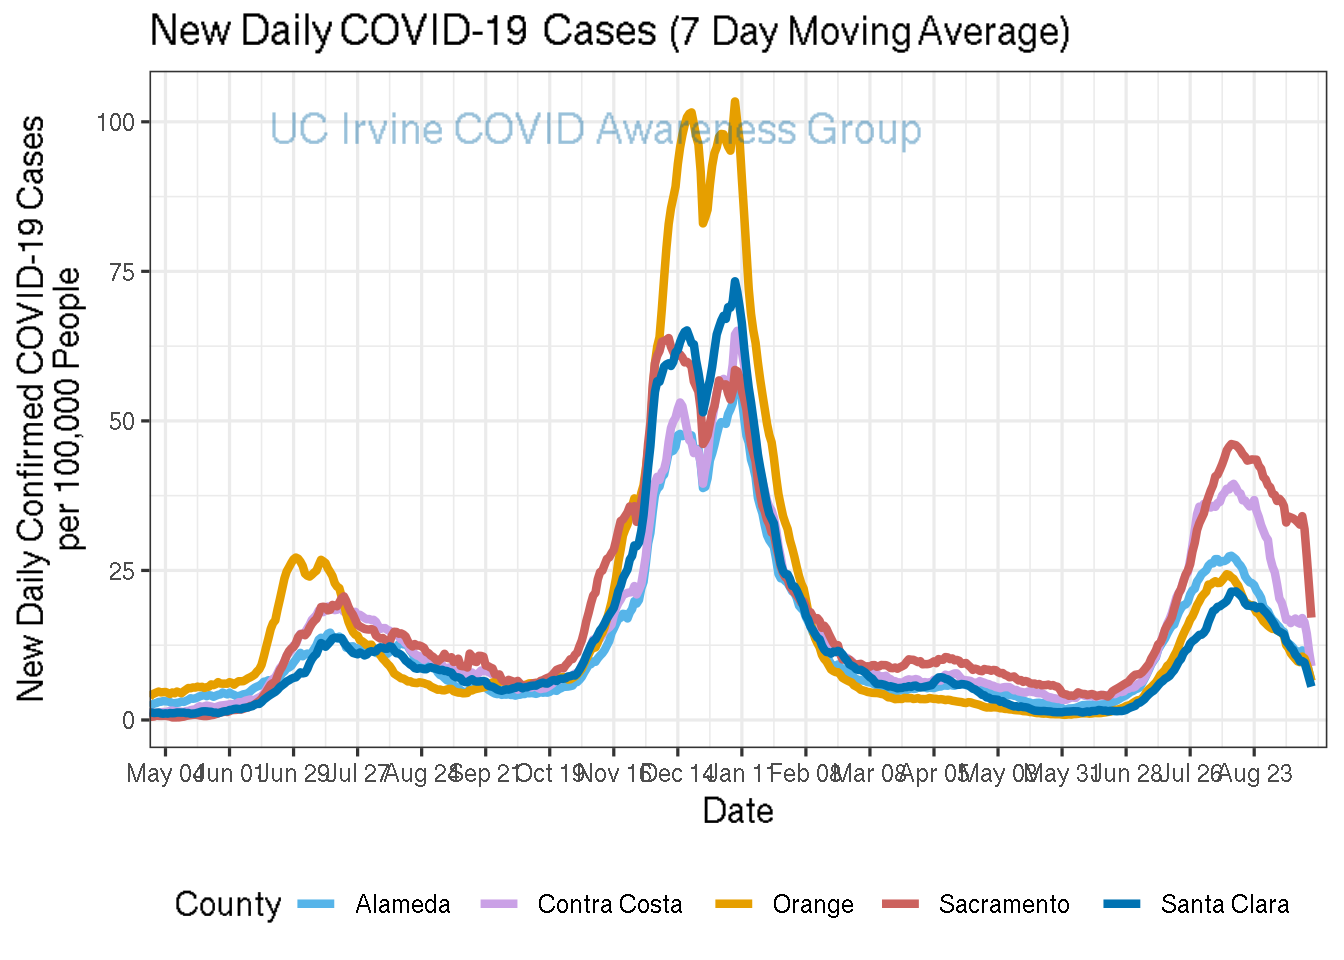 New Daily COVID-19 Cases (7 Day Moving Average)
UC Irvine COVID Awareness Group
New Daily Confirmed COVID-19 Cases
per 100,000 People
100
75
50
25
0
May 04 Jun 01 Jun 29 Jul 27 Aug 24 Sep 21 Oct 19 Nov 16 Dec 14 Jan 11 Feb 08 Mar 08 Apr 05 May 03 May 31 Jun 28 Jul 26 Aug 23
Date
County Alameda Contra Costa Orange Sacramento Santa Clara